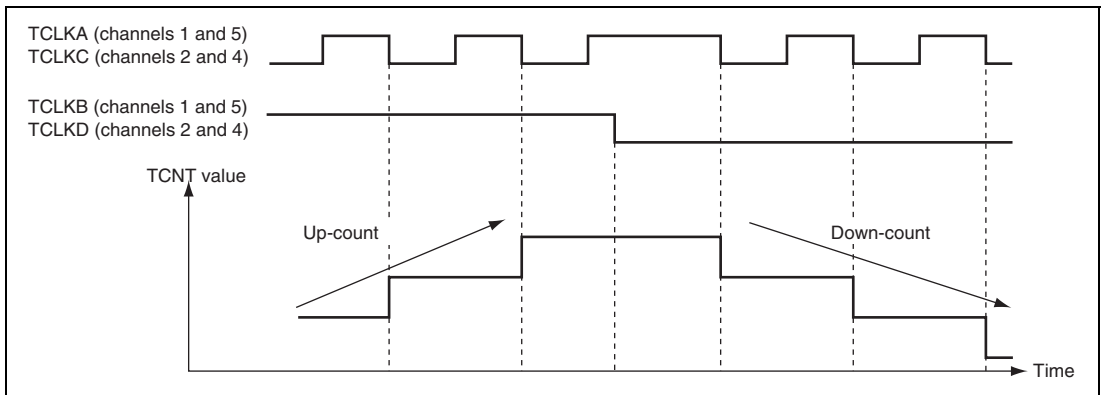 TCLKA (channels 1 and 5)
TCLKC (channels 2 and 4)
TCLKB (channels 1 and 5)
TCLKD (channels 2 and 4)
TCNT value
Up-count
Down-count
Time